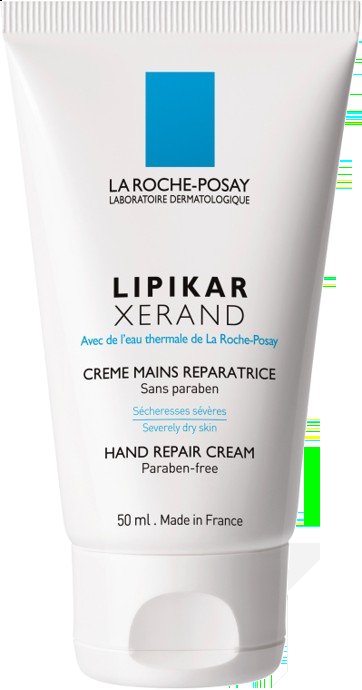 LA ROCHE-POSAY
LABORATOIRE DERMATOLOGIQUE
LIPIKAR
XERAND
Avec de l'eau thermale de La Roche-Posay
CREME MAINS REPARATRICE
Sans paraben
Sécheresses sévères
Severely dry skin
HAND REPAIR CREAM
Paraben-free
50 ml . Made in France